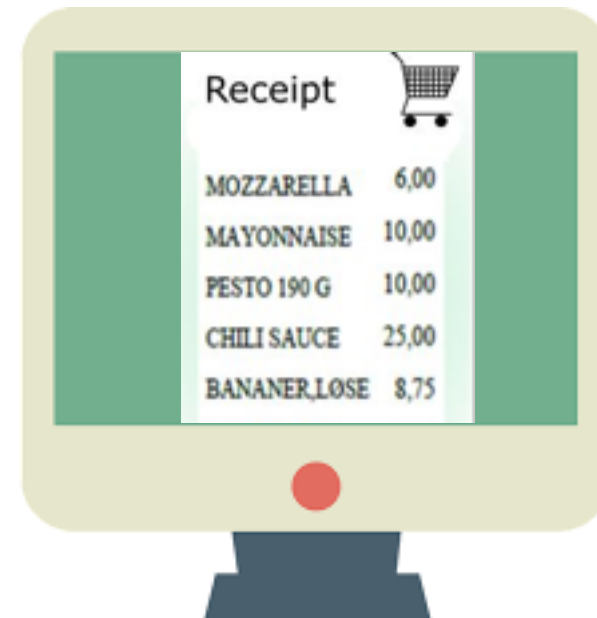 Receipt
MOZZARELLA 6,00
MAYONNAISE 10,00
PESTO 190 G 10,00
CHILI SAUCE 25,00
BANANER,LØSE 8,75